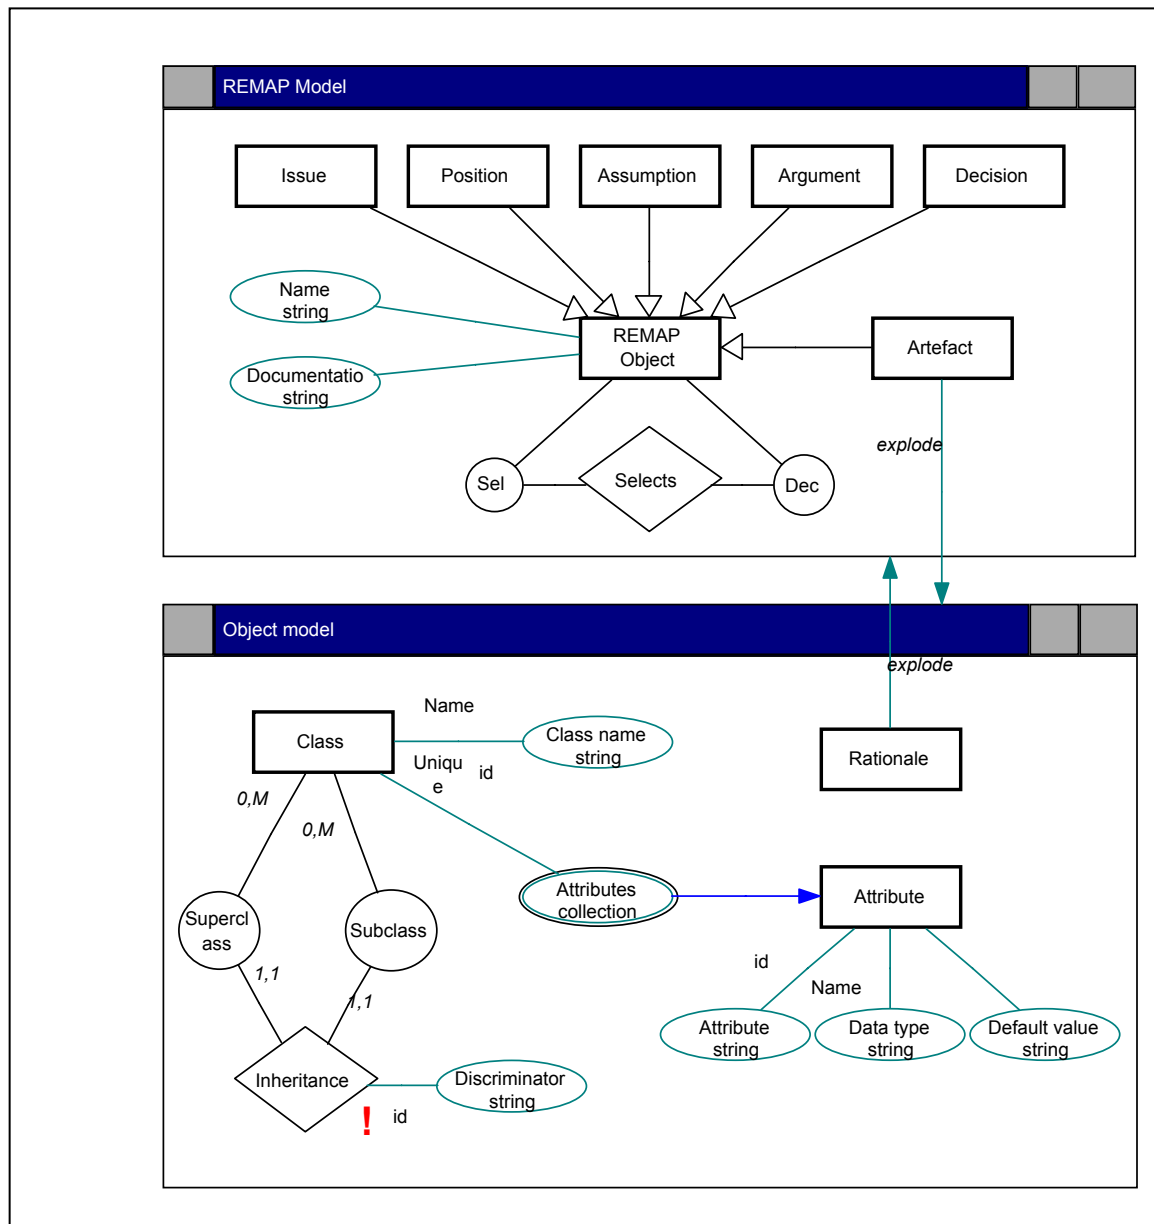 REMAP Model
Issue
Position
Assumption
Argument
Decision
Name
string
REMAP
Object
Artefact
Documentatio
string
explode
Sel
Selects
Dec
Object model
explode
Name
Class
Class name
string
Uniqu
e
id
Rationale
0,M
0,M
Attributes
collection
Attribute
Supercl
ass
Subclass
1,1
1,1
id
Name
Attribute
string
Data type
string
Default value
string
Inheritance
Discriminator
string
!
id